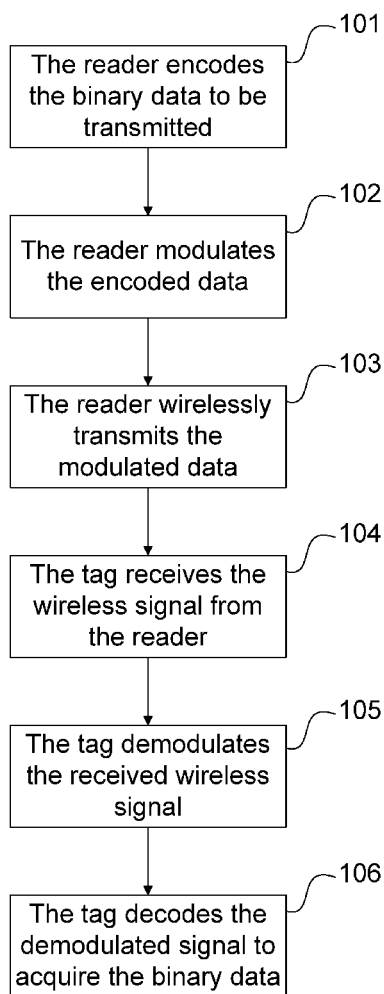 101
The reader encodes
the binary data to be
transmitted
102
The reader modulates
the encoded data
103
The reader wirelessly
transmits the
modulated data
104
The tag receives the
wireless signal from
the reader
105
The tag demodulates
the received wireless
signal
106
The tag decodes the
demodulated signal to
acquire the binary data